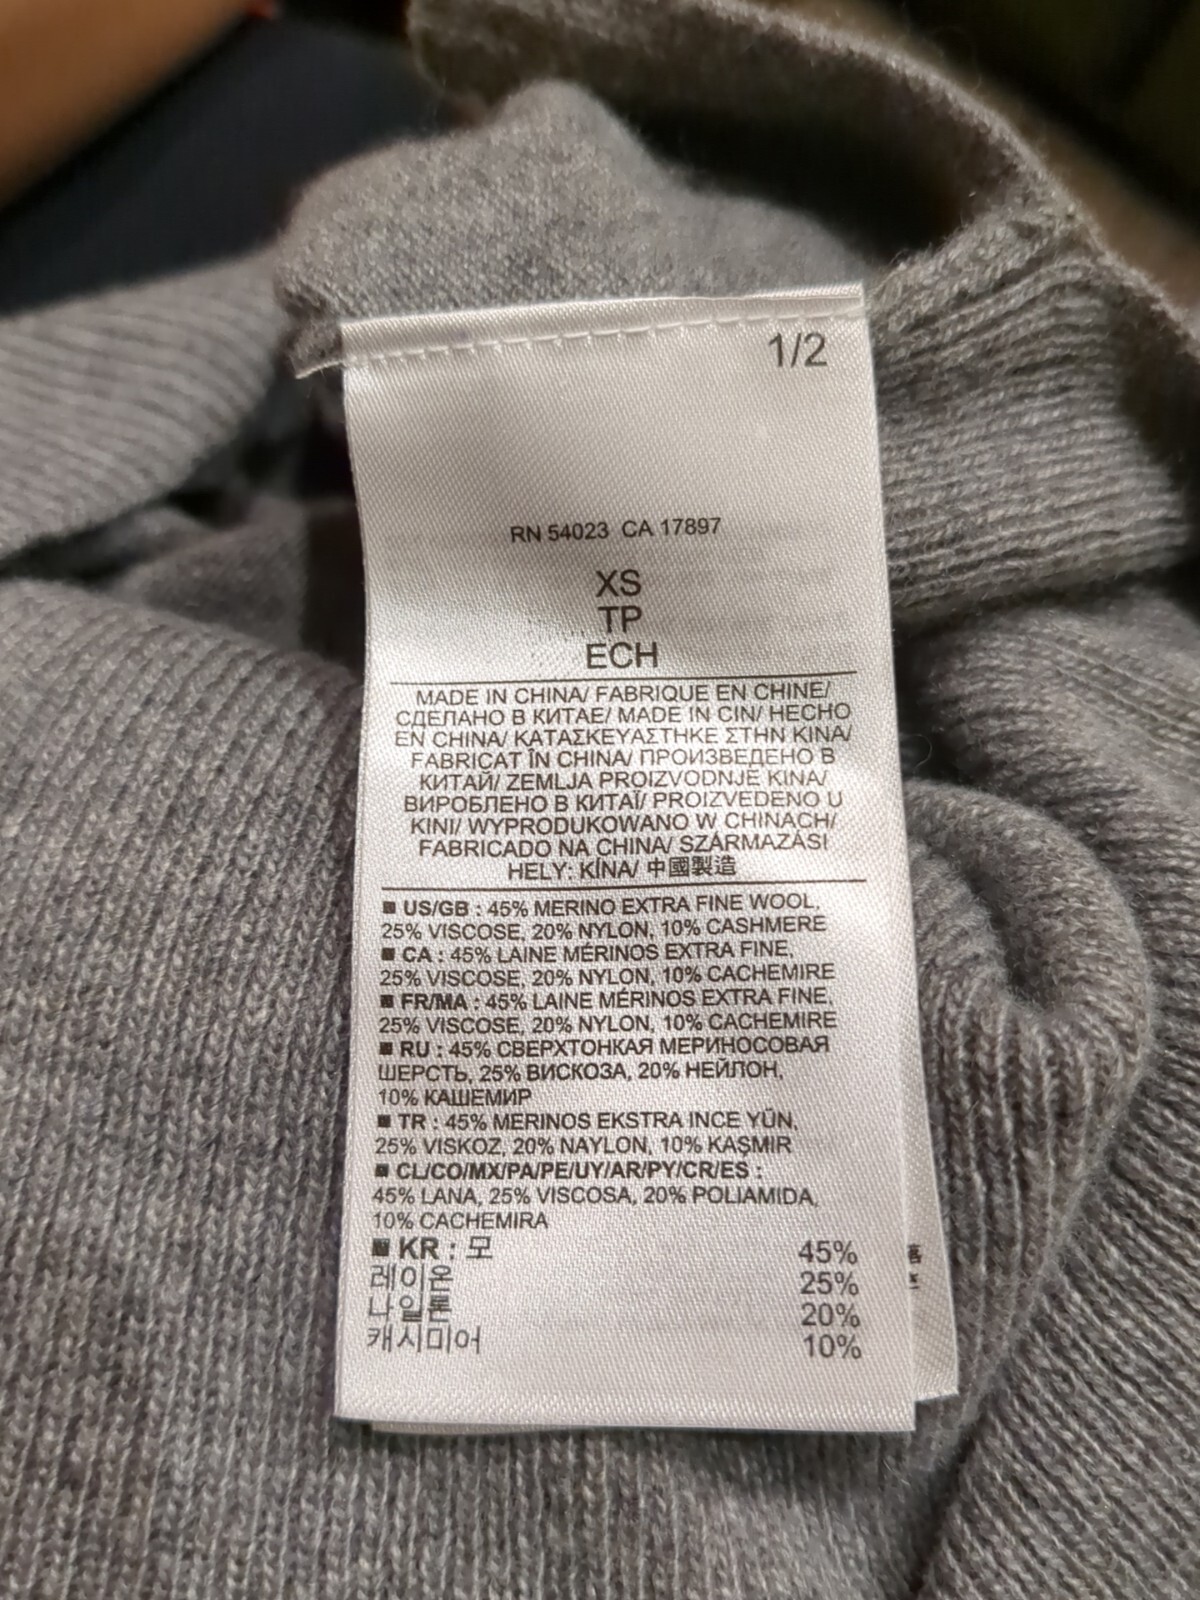 1/2
RN 54023 CA 17897
XS
TP
ECH
MADE IN CHINA/ FABRIQUE EN CHINE/
СДЕЛАНО В КИТАЕ/ MADE IN CIN/ HECHO
EN CHINA/ ΚΑΤΑΣΚΕΥΑΣΤΗΚΕ ΣΤΗΝ ΚΙΝΑ/
FABRICAT ÎN CHINA/ ПРОИЗВЕДЕНО В
КИТАЙ/ ZEMLJA PROIZVODNJE KINA/
ВИРОБЛЕНО В КИТАЇ/ PROIZVEDENO U
KINI/ WYPRODUKOWANO W CHINACH/
FABRICADO NA CHINA/ SZÁRMAZÁSI
HELY: KÍNA/ 中國製造
■ US/GB : 45% MERINO EXTRA FINE WOOL,
25% VISCOSE, 20% NYLON, 10% CASHMERE
■ CA : 45% LAINE MÉRINOS EXTRA FINE,
25% VISCOSE, 20% NYLON, 10% CACHEMIRE
■ FR/MA : 45% LAINE MÉRINOS EXTRA FINE,
25% VISCOSE, 20% NYLON, 10% CACHEMIRE
■ RU : 45% СВЕРХТОНКАЯ МЕРИНОСОВАЯ
ШЕРСТЬ, 25% ВИСКОЗА, 20% НЕЙЛОН,
10% КАШЕМИР
■ TR : 45% MERINOS EKSTRA INCE YÜN,
25% VISKOZ, 20% NAYLON, 10% KAŞMIR
■ CL/CO/MX/PA/PE/UY/AR/PY/CR/ES :
45% LANA, 25% VISCOSA, 20% POLIAMIDA,
10% CACHEMIRA
■ KR : 모 45%
레이온 25%
나일론 20%
캐시미어 10%